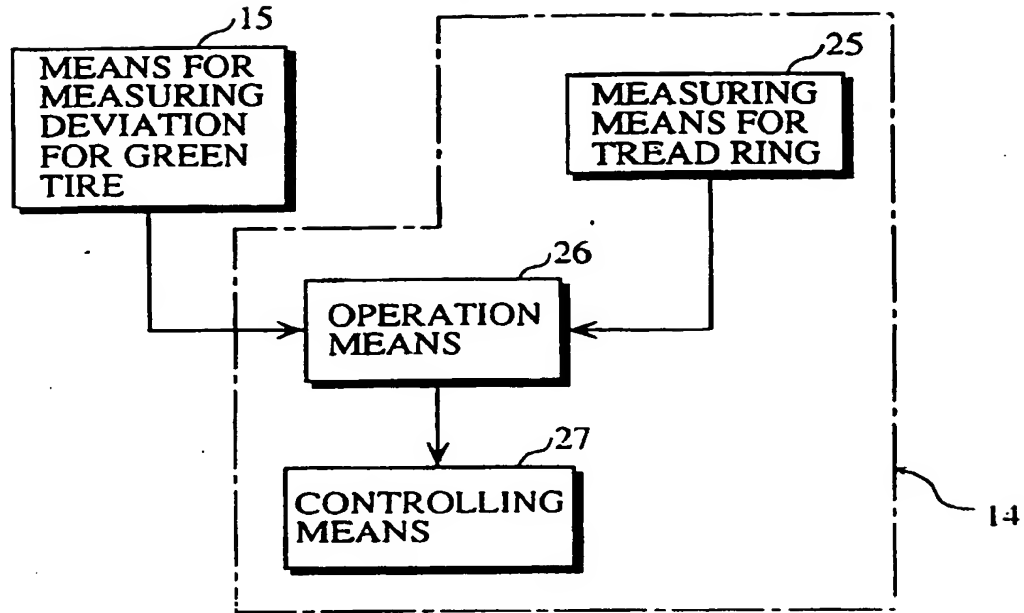 15
MEANS FOR
MEASURING
DEVIATION
FOR GREEN
TIRE
25
MEASURING
MEANS FOR
TREAD RING
26
OPERATION
MEANS
27
CONTROLLING
MEANS
14